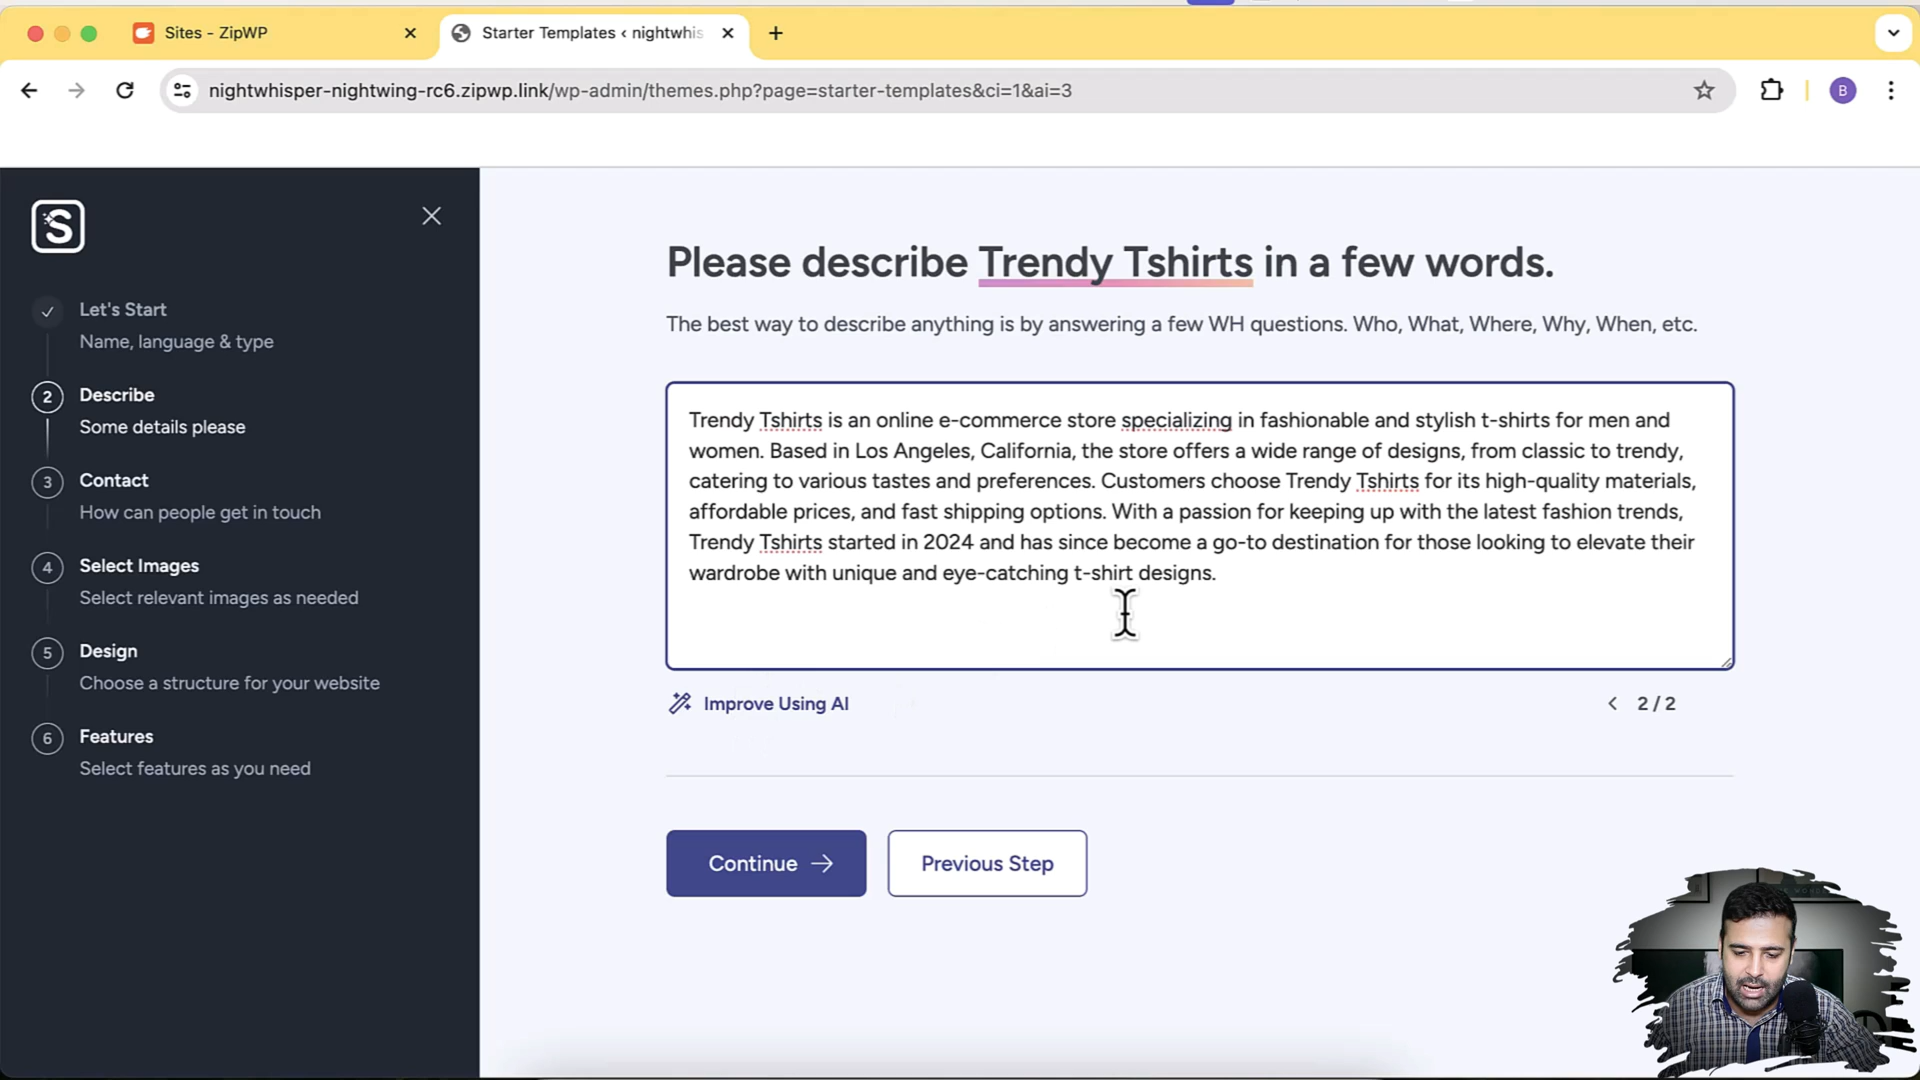 Sites - ZipWP
Starter Templates ‹ nightwhis
nightwhisper-nightwing-rc6.zipwp.link/wp-admin/themes.php?page=starter-templates&ci=1&ai=3
B
S
Let's Start
Name, language & type
2
Describe
Some details please
3
Contact
How can people get in touch
4
Select Images
Select relevant images as needed
5
Design
Choose a structure for your website
6
Features
Select features as you need
Please describe Trendy Tshirts in a few words.
The best way to describe anything is by answering a few WH questions. Who, What, Where, Why, When, etc.
Trendy Tshirts is an online e-commerce store specializing in fashionable and stylish t-shirts for men and
women. Based in Los Angeles, California, the store offers a wide range of designs, from classic to trendy,
catering to various tastes and preferences. Customers choose Trendy Tshirts for its high-quality materials,
affordable prices, and fast shipping options. With a passion for keeping up with the latest fashion trends,
Trendy Tshirts started in 2024 and has since become a go-to destination for those looking to elevate their
wardrobe with unique and eye-catching t-shirt designs.
Improve Using AI
2 / 2
Continue
Previous Step